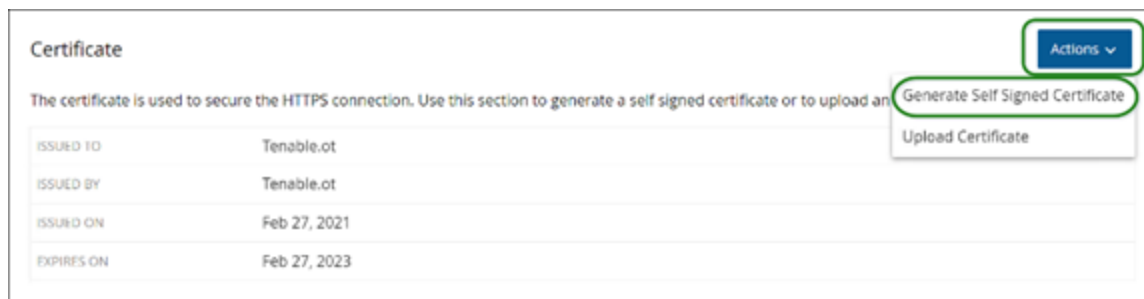 Certificate
Actions
The certificate is used to secure the HTTPS connection. Use this section to generate a self signed certificate or to upload an
Generate Self Signed Certificate
Upload Certificate
ISSUED TO Tenable.ot
ISSUED BY Tenable.ot
ISSUED ON Feb 27, 2021
EXPIRES ON Feb 27, 2023